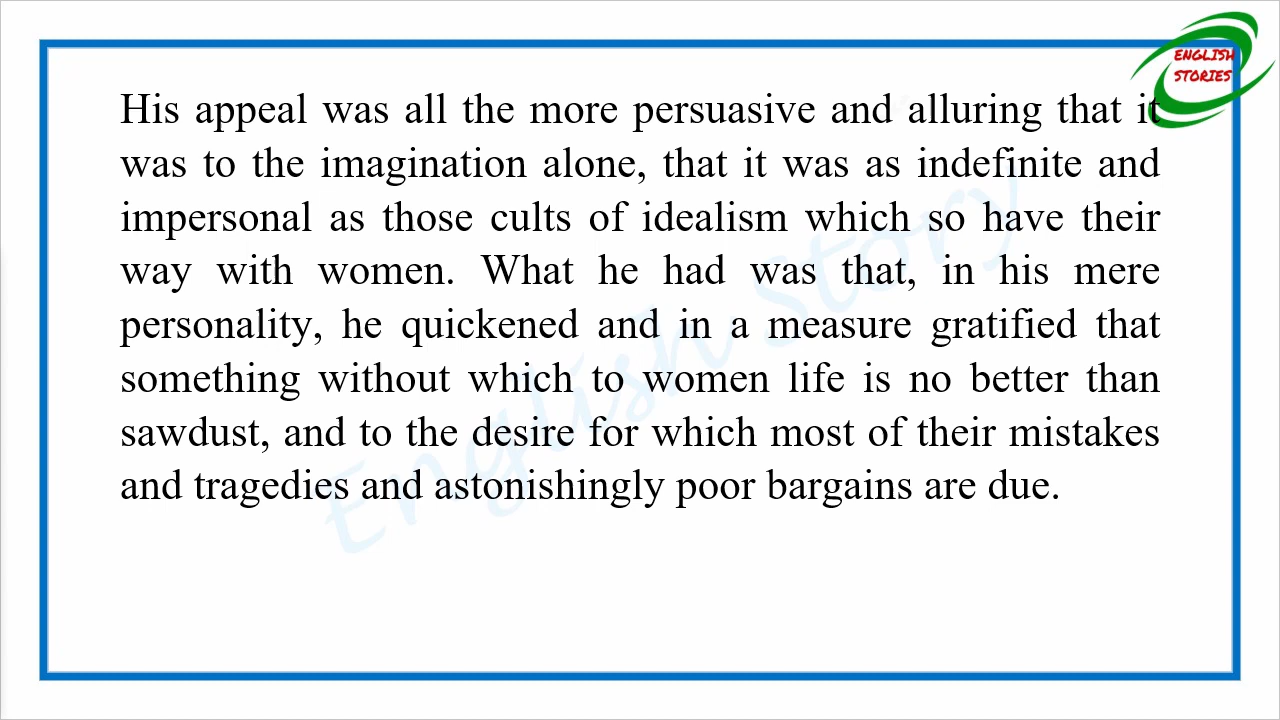 ENGLISH
STORIES
His appeal was all the more persuasive and alluring that it
was to the imagination alone, that it was as indefinite and
impersonal as those cults of idealism which so have their
way with women. What he had was that, in his mere
personality, he quickened and in a measure gratified that
something without which to women life is no better than
sawdust, and to the desire for which most of their mistakes
and tragedies and astonishingly poor bargains are due.
English Story